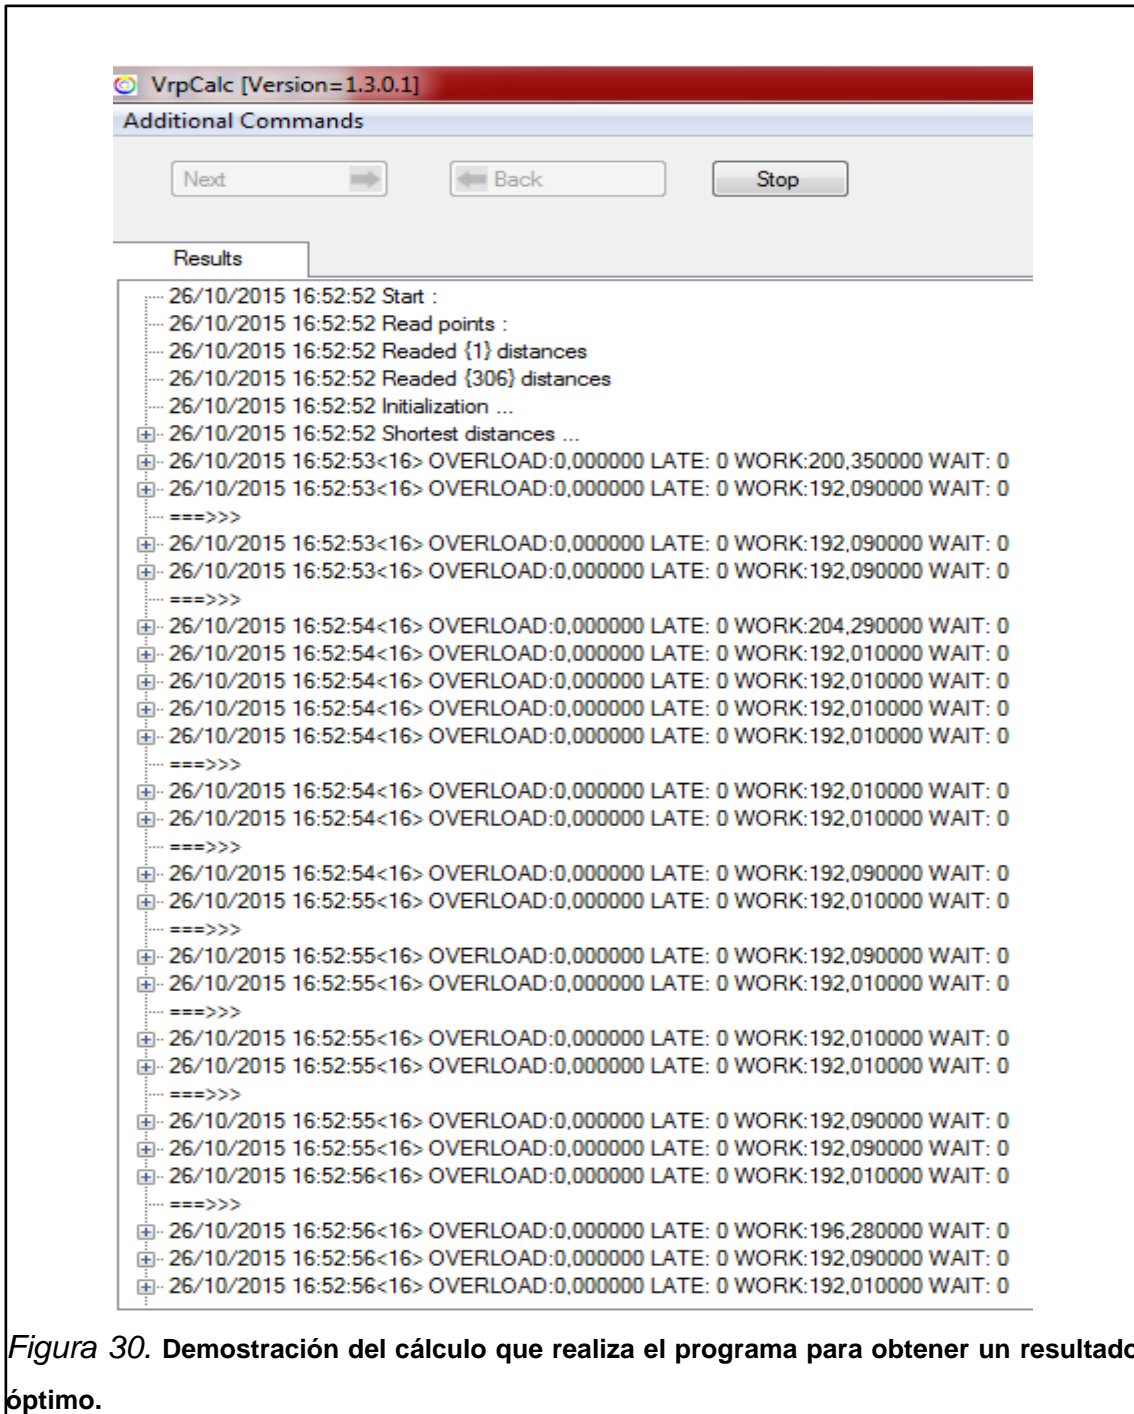 VrpCalc [Version=1.3.0.1]
Additional Commands
Next Back Stop
Results
26/10/2015 16:52:52 Start :
26/10/2015 16:52:52 Read points :
26/10/2015 16:52:52 Readed {1} distances
26/10/2015 16:52:52 Readed {306} distances
26/10/2015 16:52:52 Initialization ...
26/10/2015 16:52:52 Shortest distances ...
26/10/2015 16:52:53<16> OVERLOAD:0,000000 LATE: 0 WORK:200,350000 WAIT: 0
26/10/2015 16:52:53<16> OVERLOAD:0,000000 LATE: 0 WORK:192,090000 WAIT: 0
===>>>
26/10/2015 16:52:53<16> OVERLOAD:0,000000 LATE: 0 WORK:192,090000 WAIT: 0
26/10/2015 16:52:53<16> OVERLOAD:0,000000 LATE: 0 WORK:192,090000 WAIT: 0
===>>>
26/10/2015 16:52:54<16> OVERLOAD:0,000000 LATE: 0 WORK:204,290000 WAIT: 0
26/10/2015 16:52:54<16> OVERLOAD:0,000000 LATE: 0 WORK:192,010000 WAIT: 0
26/10/2015 16:52:54<16> OVERLOAD:0,000000 LATE: 0 WORK:192,010000 WAIT: 0
26/10/2015 16:52:54<16> OVERLOAD:0,000000 LATE: 0 WORK:192,010000 WAIT: 0
26/10/2015 16:52:54<16> OVERLOAD:0,000000 LATE: 0 WORK:192,010000 WAIT: 0
===>>>
26/10/2015 16:52:54<16> OVERLOAD:0,000000 LATE: 0 WORK:192,010000 WAIT: 0
26/10/2015 16:52:54<16> OVERLOAD:0,000000 LATE: 0 WORK:192,010000 WAIT: 0
===>>>
26/10/2015 16:52:54<16> OVERLOAD:0,000000 LATE: 0 WORK:192,090000 WAIT: 0
26/10/2015 16:52:55<16> OVERLOAD:0,000000 LATE: 0 WORK:192,010000 WAIT: 0
===>>>
26/10/2015 16:52:55<16> OVERLOAD:0,000000 LATE: 0 WORK:192,090000 WAIT: 0
26/10/2015 16:52:55<16> OVERLOAD:0,000000 LATE: 0 WORK:192,010000 WAIT: 0
===>>>
26/10/2015 16:52:55<16> OVERLOAD:0,000000 LATE: 0 WORK:192,010000 WAIT: 0
26/10/2015 16:52:55<16> OVERLOAD:0,000000 LATE: 0 WORK:192,010000 WAIT: 0
===>>>
26/10/2015 16:52:55<16> OVERLOAD:0,000000 LATE: 0 WORK:192,090000 WAIT: 0
26/10/2015 16:52:55<16> OVERLOAD:0,000000 LATE: 0 WORK:192,090000 WAIT: 0
26/10/2015 16:52:56<16> OVERLOAD:0,000000 LATE: 0 WORK:192,010000 WAIT: 0
===>>>
26/10/2015 16:52:56<16> OVERLOAD:0,000000 LATE: 0 WORK:196,280000 WAIT: 0
26/10/2015 16:52:56<16> OVERLOAD:0,000000 LATE: 0 WORK:192,090000 WAIT: 0
26/10/2015 16:52:56<16> OVERLOAD:0,000000 LATE: 0 WORK:192,010000 WAIT: 0
Figura 30. Demostración del cálculo que realiza el programa para obtener un resultado
óptimo.